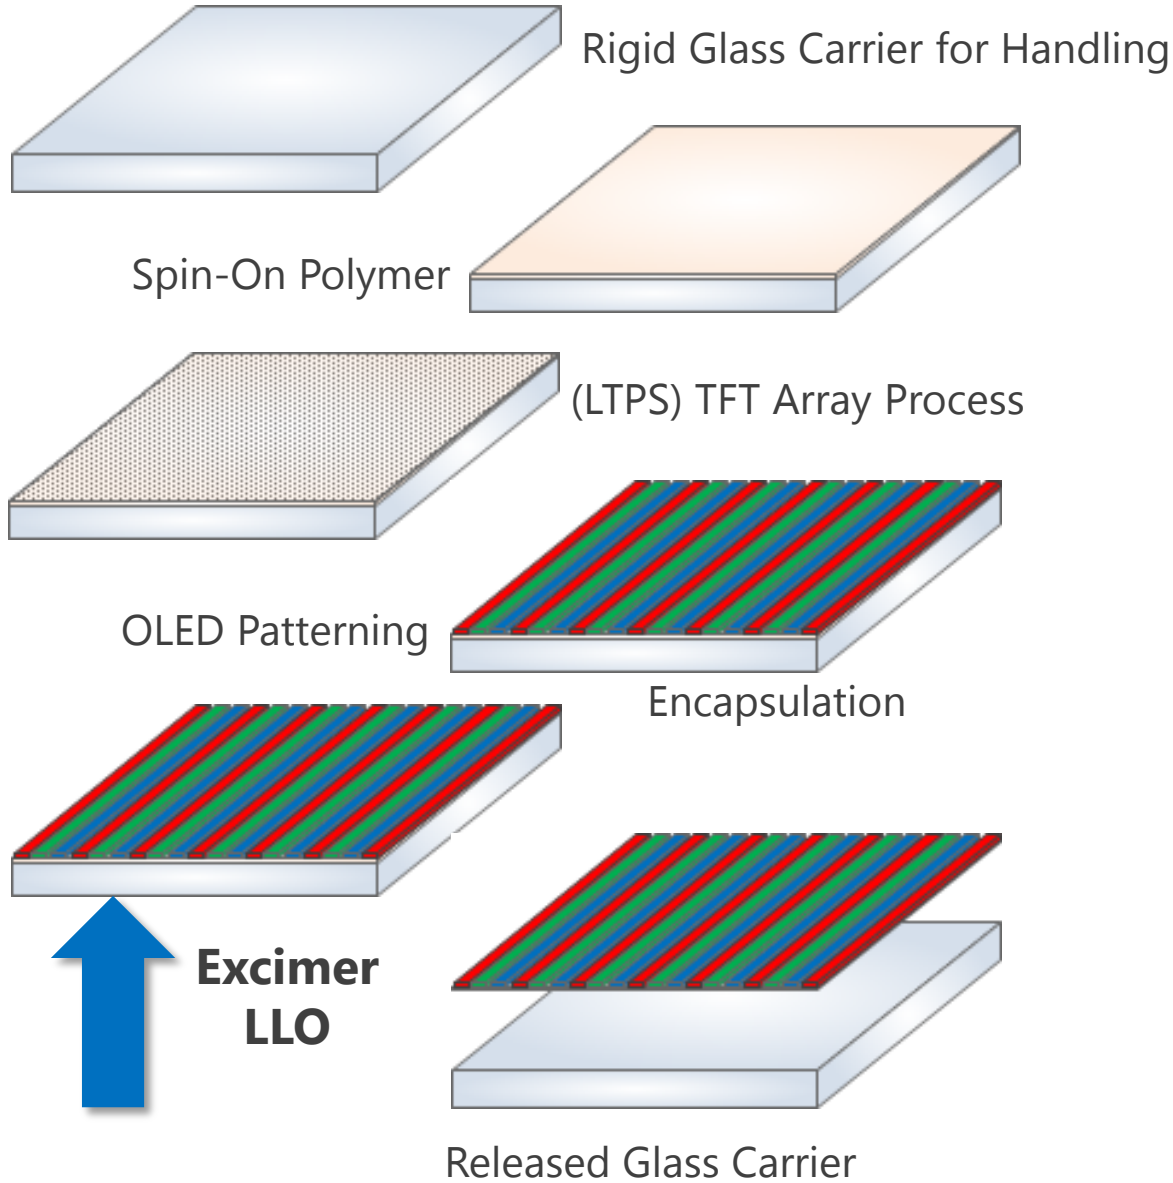 Rigid Glass Carrier for Handling
Spin-On Polymer
(LTPS) TFT Array Process
OLED Patterning
Encapsulation
Excimer
LLO
Released Glass Carrier